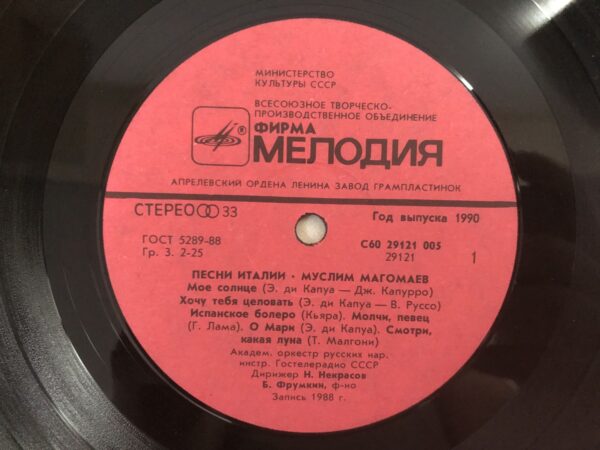 МИНИСТЕРСТВО
КУЛЬТУРЫ СССР
ВСЕСОЮЗНОЕ ТВОРЧЕСКО-
ПРОИЗВОДСТВЕННОЕ ОБЪЕДИНЕНИЕ
®
ФИРМА
МЕЛОДИЯ
АПРЕЛЕВСКИЙ ОРДЕНА ЛЕНИНА ЗАВОД ГРАМПЛАСТИНОК
СТЕРЕО 33
Год выпуска 1990
ГОСТ 5289-88
С60 29121 005
Гр. 3. 2-25
29121
1
ПЕСНИ ИТАЛИИ · МУСЛИМ МАГОМАЕВ
Мое солнце (Э. ди Капуа — Дж. Капурро)
Хочу тебя целовать (Э. ди Капуа — В. Руссо)
Испанское болеро (Кьяра). Молчи, певец
(Г. Лама). О Мари (Э. ди Капуа). Смотри,
какая луна (Т. Малгони)
Академ. оркестр русских нар.
инстр. Гостелерадио СССР
Дирижер Н. Некрасов
Б. Фрумкин, ф-но
Запись 1988 г.